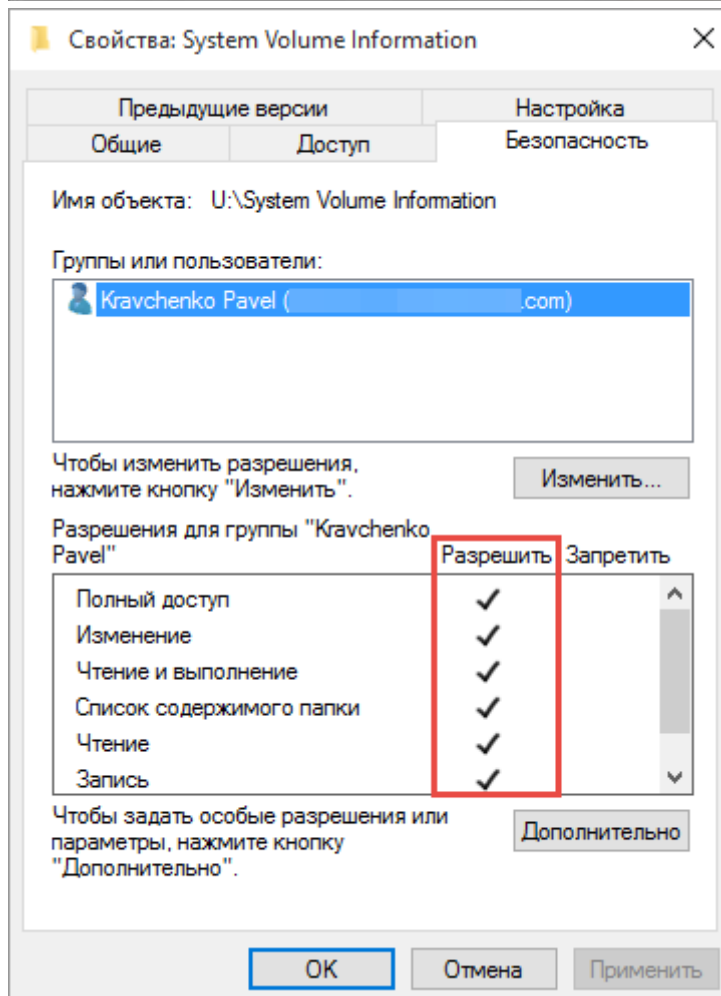 Свойства: System Volume Information
Предыдущие версии Настройка
Общие Доступ Безопасность
Имя объекта: U:\System Volume Information
Группы или пользователи:
Kravchenko Pavel ( .com)
Чтобы изменить разрешения,
нажмите кнопку "Изменить".
Изменить...
Разрешения для группы "Kravchenko
Pavel"
Разрешить Запретить
Полный доступ
Изменение
Чтение и выполнение
Список содержимого папки
Чтение
Запись
Чтобы задать особые разрешения или
параметры, нажмите кнопку
"Дополнительно".
Дополнительно
OK Отмена Применить